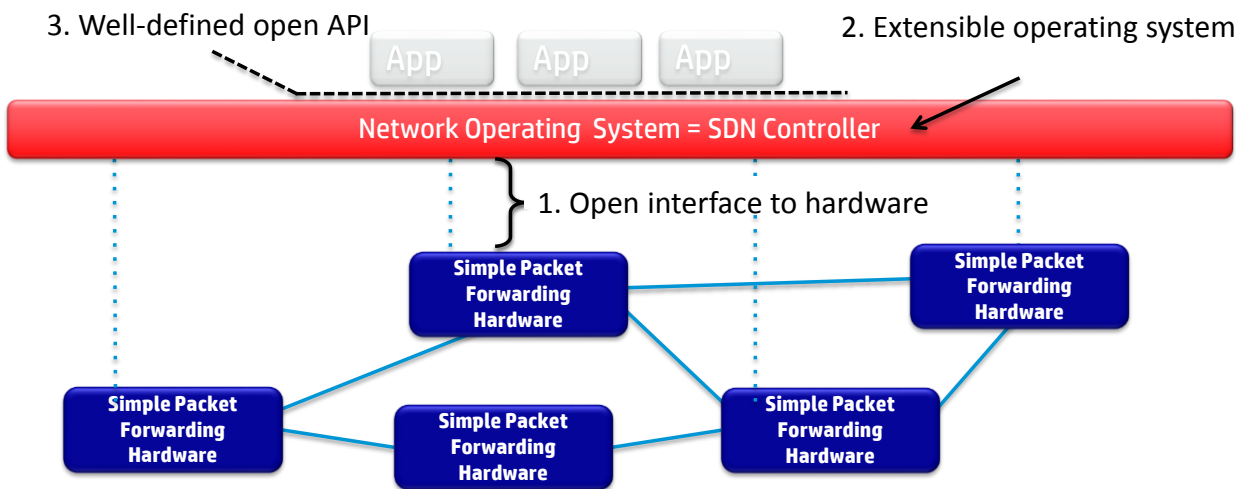 3. Well-defined open API
2. Extensible operating system
App
App
App
Network Operating System = SDN Controller
1. Open interface to hardware
Simple Packet
Forwarding
Hardware
Simple Packet
Forwarding
Hardware
Simple Packet
Forwarding
Hardware
Simple Packet
Forwarding
Hardware
Simple Packet
Forwarding
Hardware